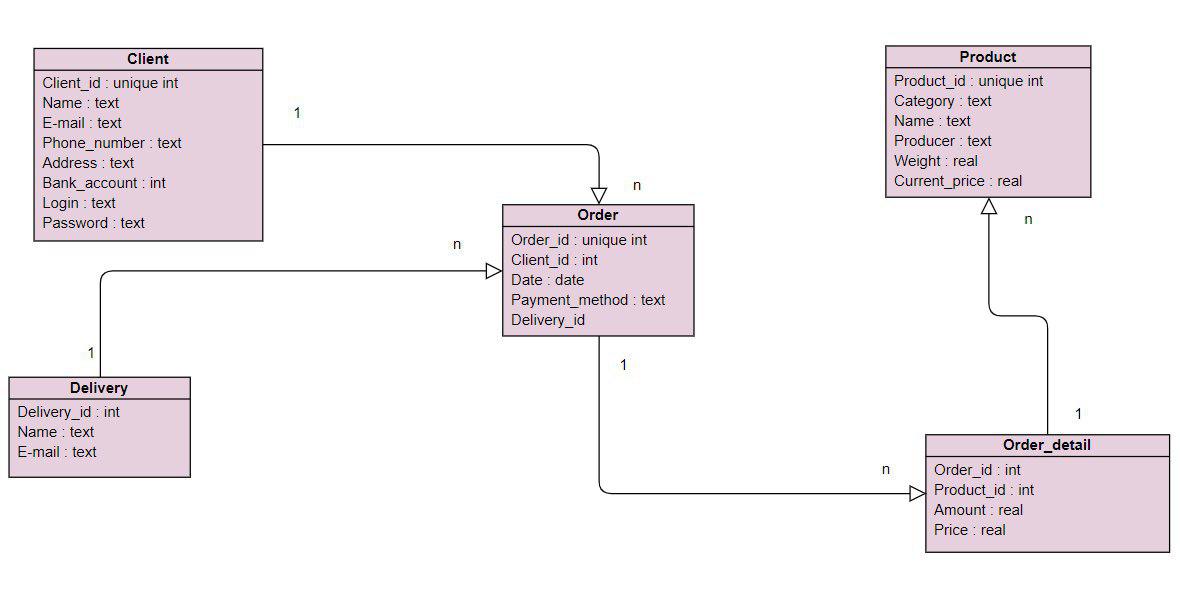 Client
Client_id : unique int
Name : text
E-mail : text
Phone_number : text
Address : text
Bank_account : int
Login : text
Password : text
1
n
Product
Product_id : unique int
Category : text
Name : text
Producer : text
Weight : real
Current_price : real
n
Order
Order_id : unique int
Client_id : int
Date : date
Payment_method : text
Delivery_id
n
1
1
Delivery
Delivery_id : int
Name : text
E-mail : text
1
n
Order_detail
Order_id : int
Product_id : int
Amount : real
Price : real